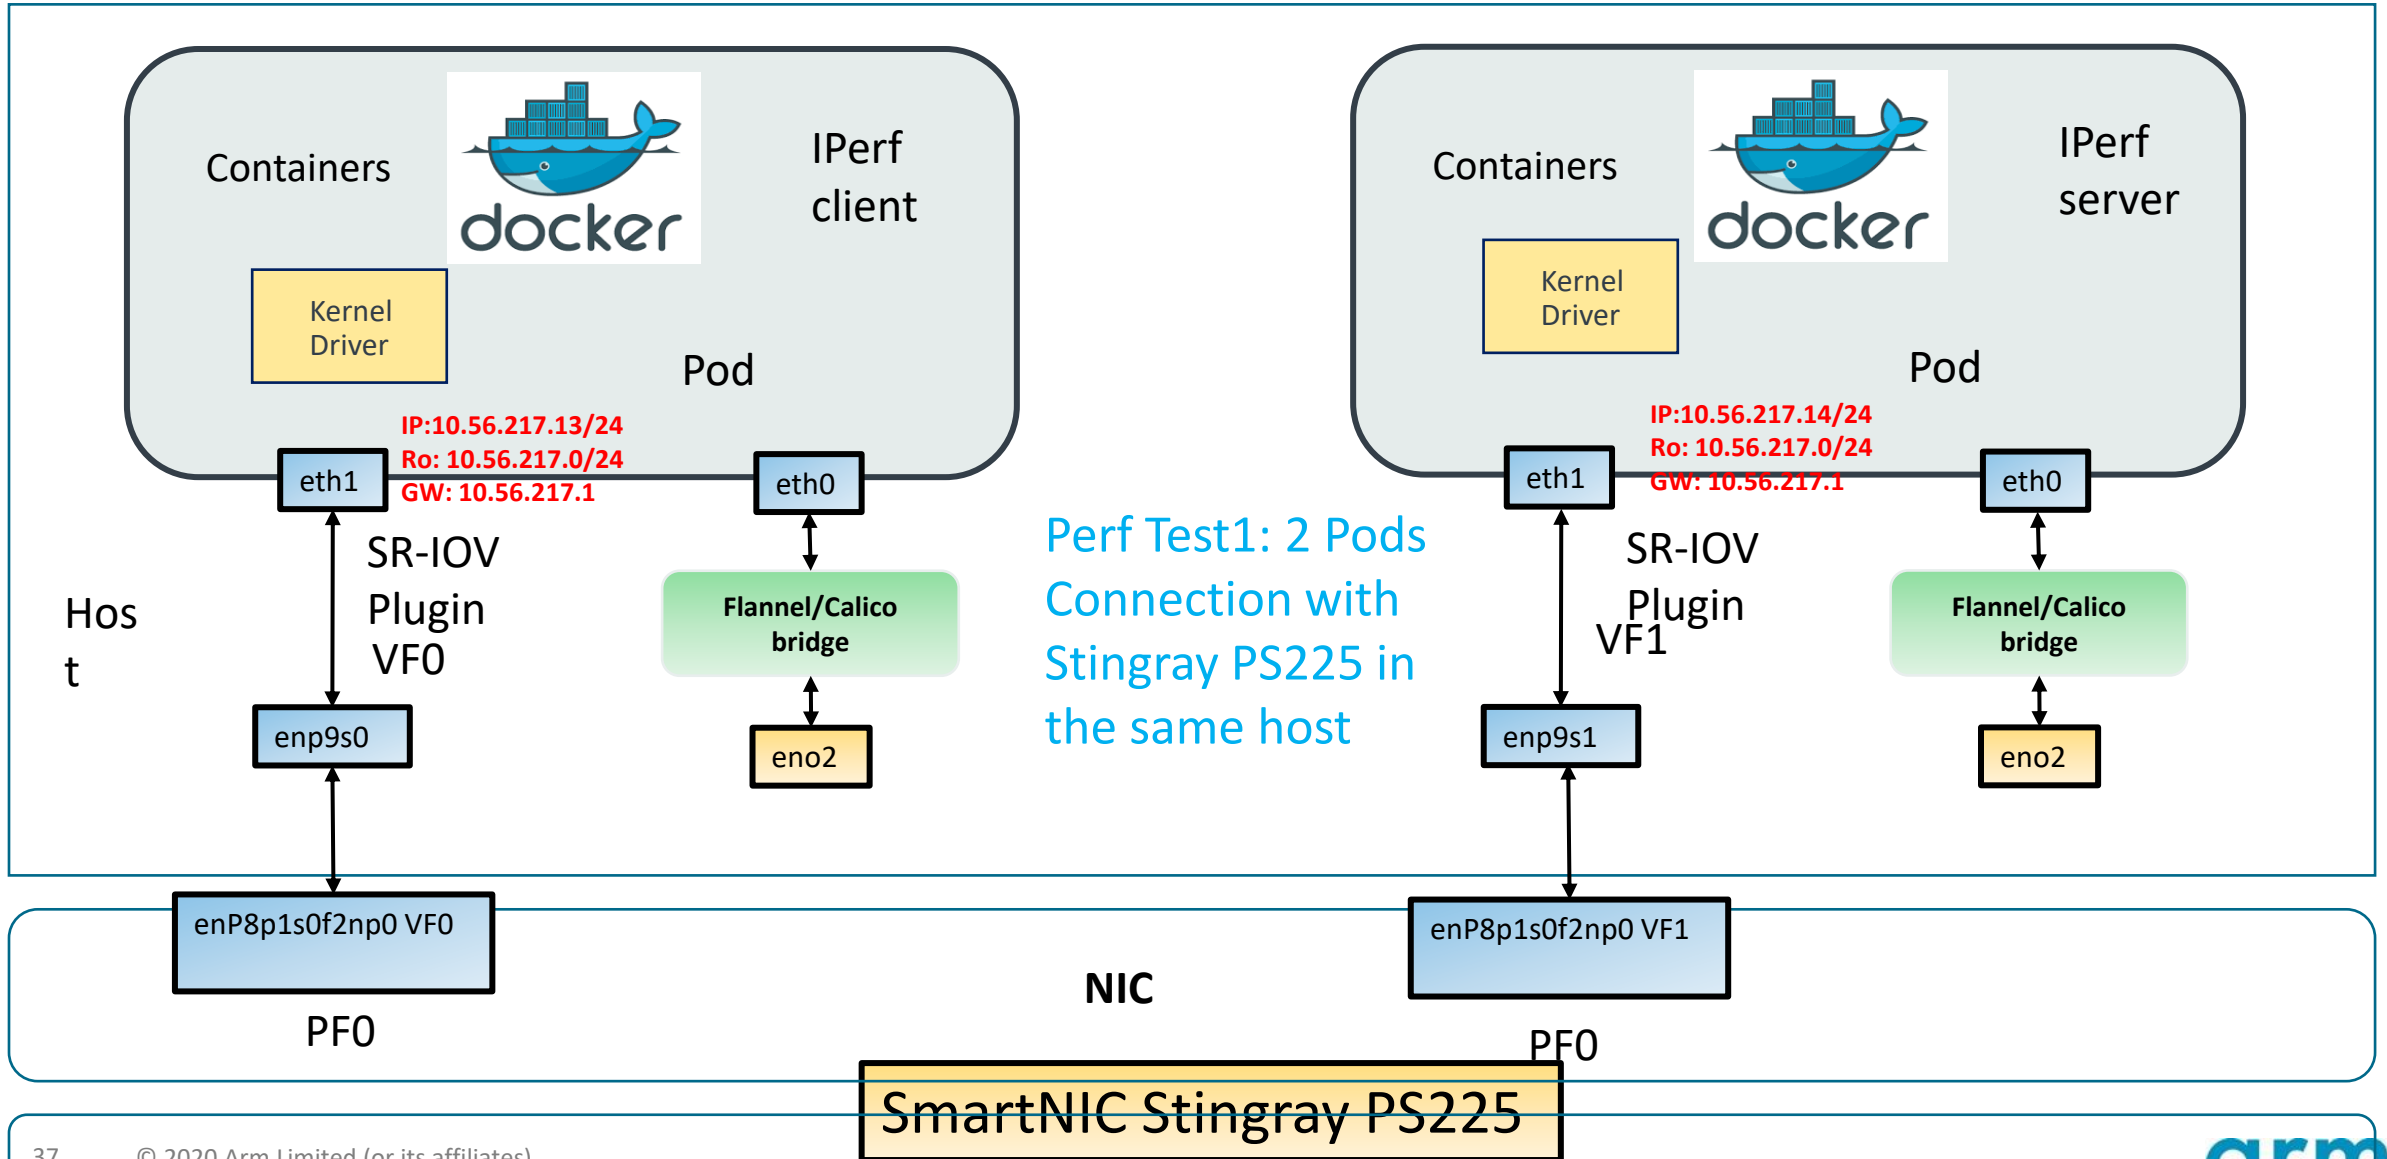 Containers
docker
IPerf
client
Kernel
Driver
Pod
IP:10.56.217.13/24
Ro: 10.56.217.0/24
GW: 10.56.217.1
eth1
eth0
SR-IOV
Plugin
VF0
Hos
t
Flannel/Calico
bridge
enp9s0
eno2
Perf Test1: 2 Pods
Connection with
Stingray PS225 in
the same host
Containers
docker
IPerf
server
Kernel
Driver
Pod
IP:10.56.217.14/24
Ro: 10.56.217.0/24
GW: 10.56.217.1
eth1
eth0
SR-IOV
Plugin
VF1
Flannel/Calico
bridge
enp9s1
eno2
enP8p1s0f2np0 VF0
PF0
NIC
enP8p1s0f2np0 VF1
PF0
SmartNIC Stingray PS225
37
© 2020 Arm Limited (or its affiliates)
arm